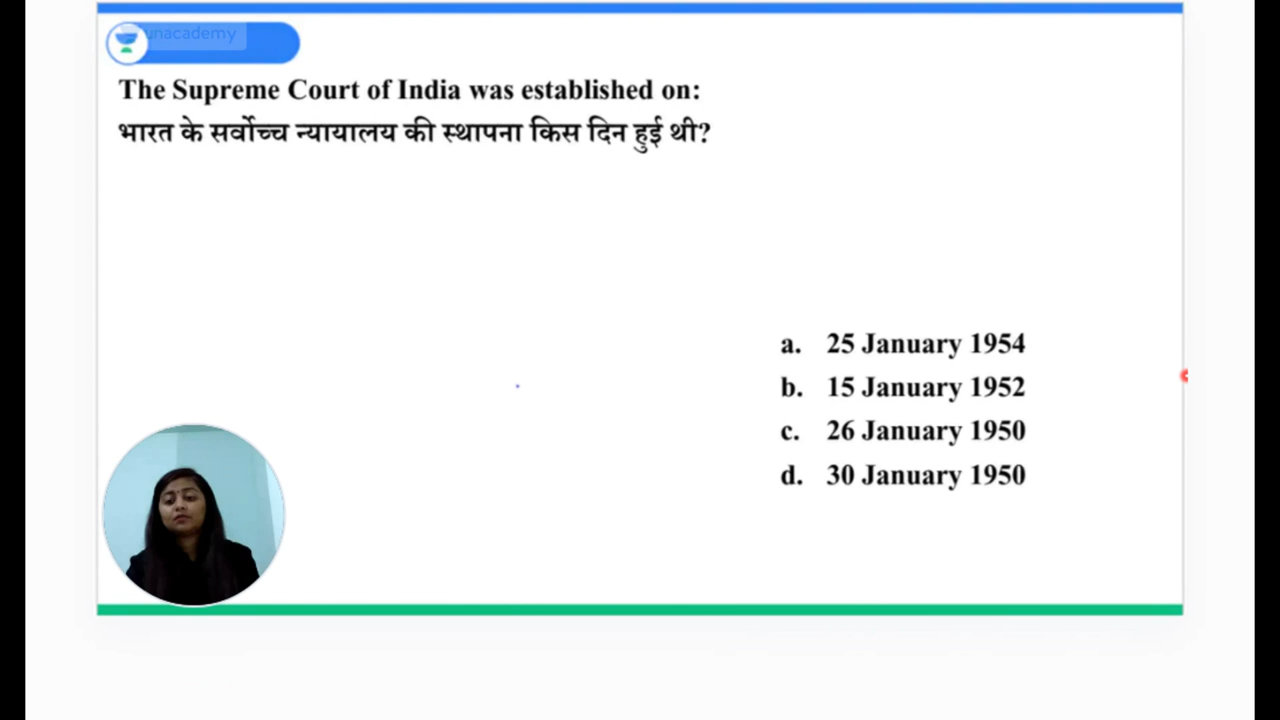 unacademy
The Supreme Court of India was established on:
भारत के सर्वोच्च न्यायालय की स्थापना किस दिन हुई थी?
a. 25 January 1954
b. 15 January 1952
c. 26 January 1950
d. 30 January 1950